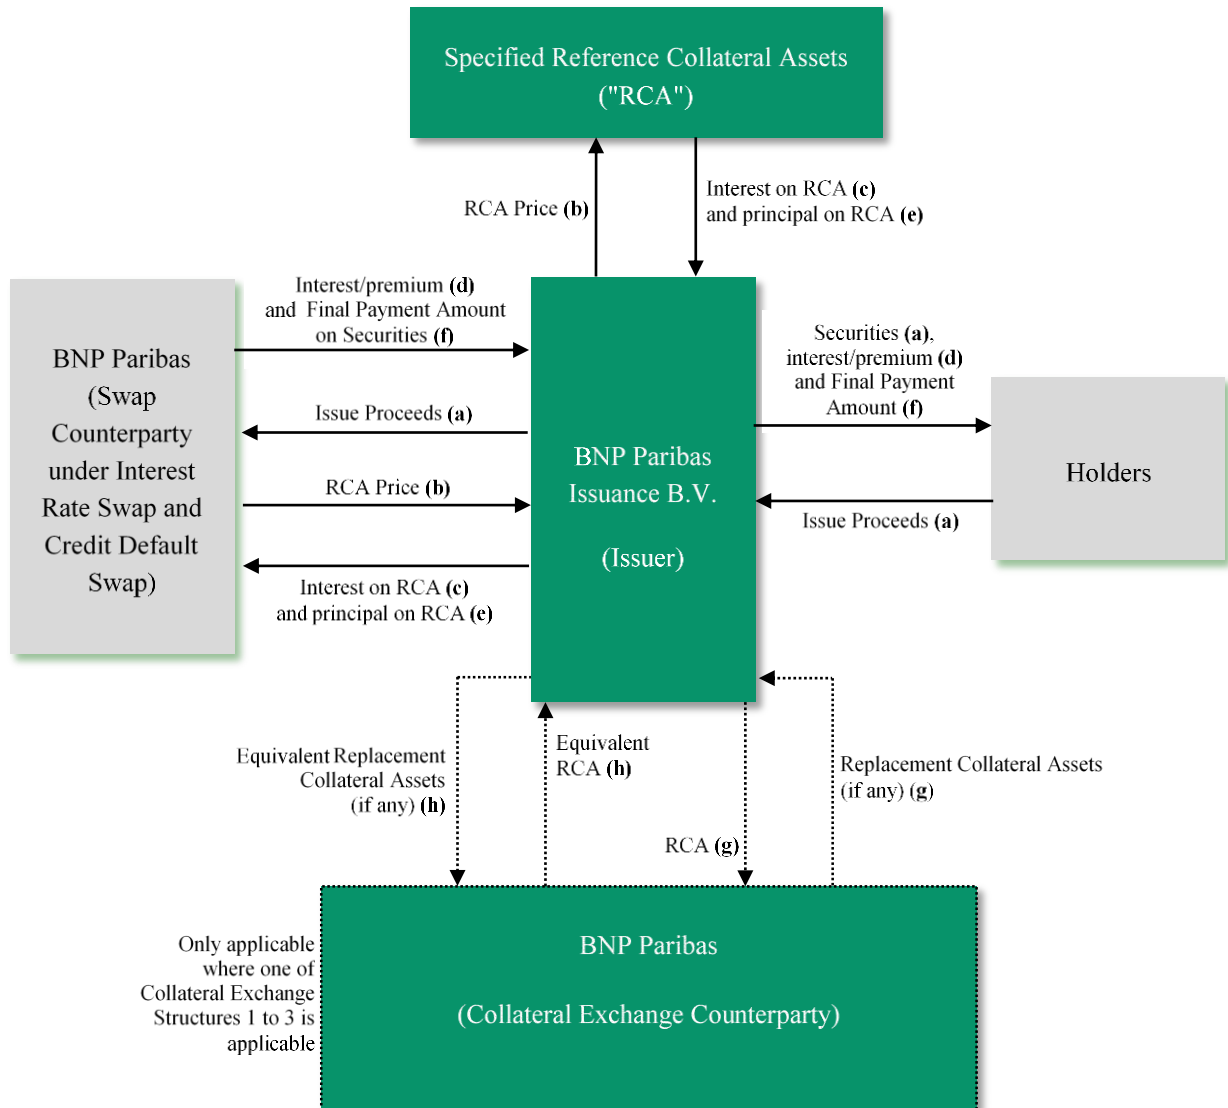 Specified Reference Collateral Assets
("RCA")
RCA Price (b)
Interest on RCA (c)
and principal on RCA (e)
Interest/premium (d)
and Final Payment Amount
on Securities (f)
Issue Proceeds (a)
RCA Price (b)
Interest on RCA (c)
and principal on RCA (e)
BNP Paribas
(Swap
Counterparty
under Interest
Rate Swap and
Credit Default
Swap)
BNP Paribas
Issuance B.V.
(Issuer)
Securities (a),
interest/premium (d)
and Final Payment
Amount (f)
Issue Proceeds (a)
Holders
Equivalent Replacement
Collateral Assets
(if any) (h)
Equivalent
RCA (h)
RCA (g)
Replacement Collateral Assets
(if any) (g)
Only applicable
where one of
Collateral Exchange
Structures 1 to 3 is
applicable
BNP Paribas
(Collateral Exchange Counterparty)